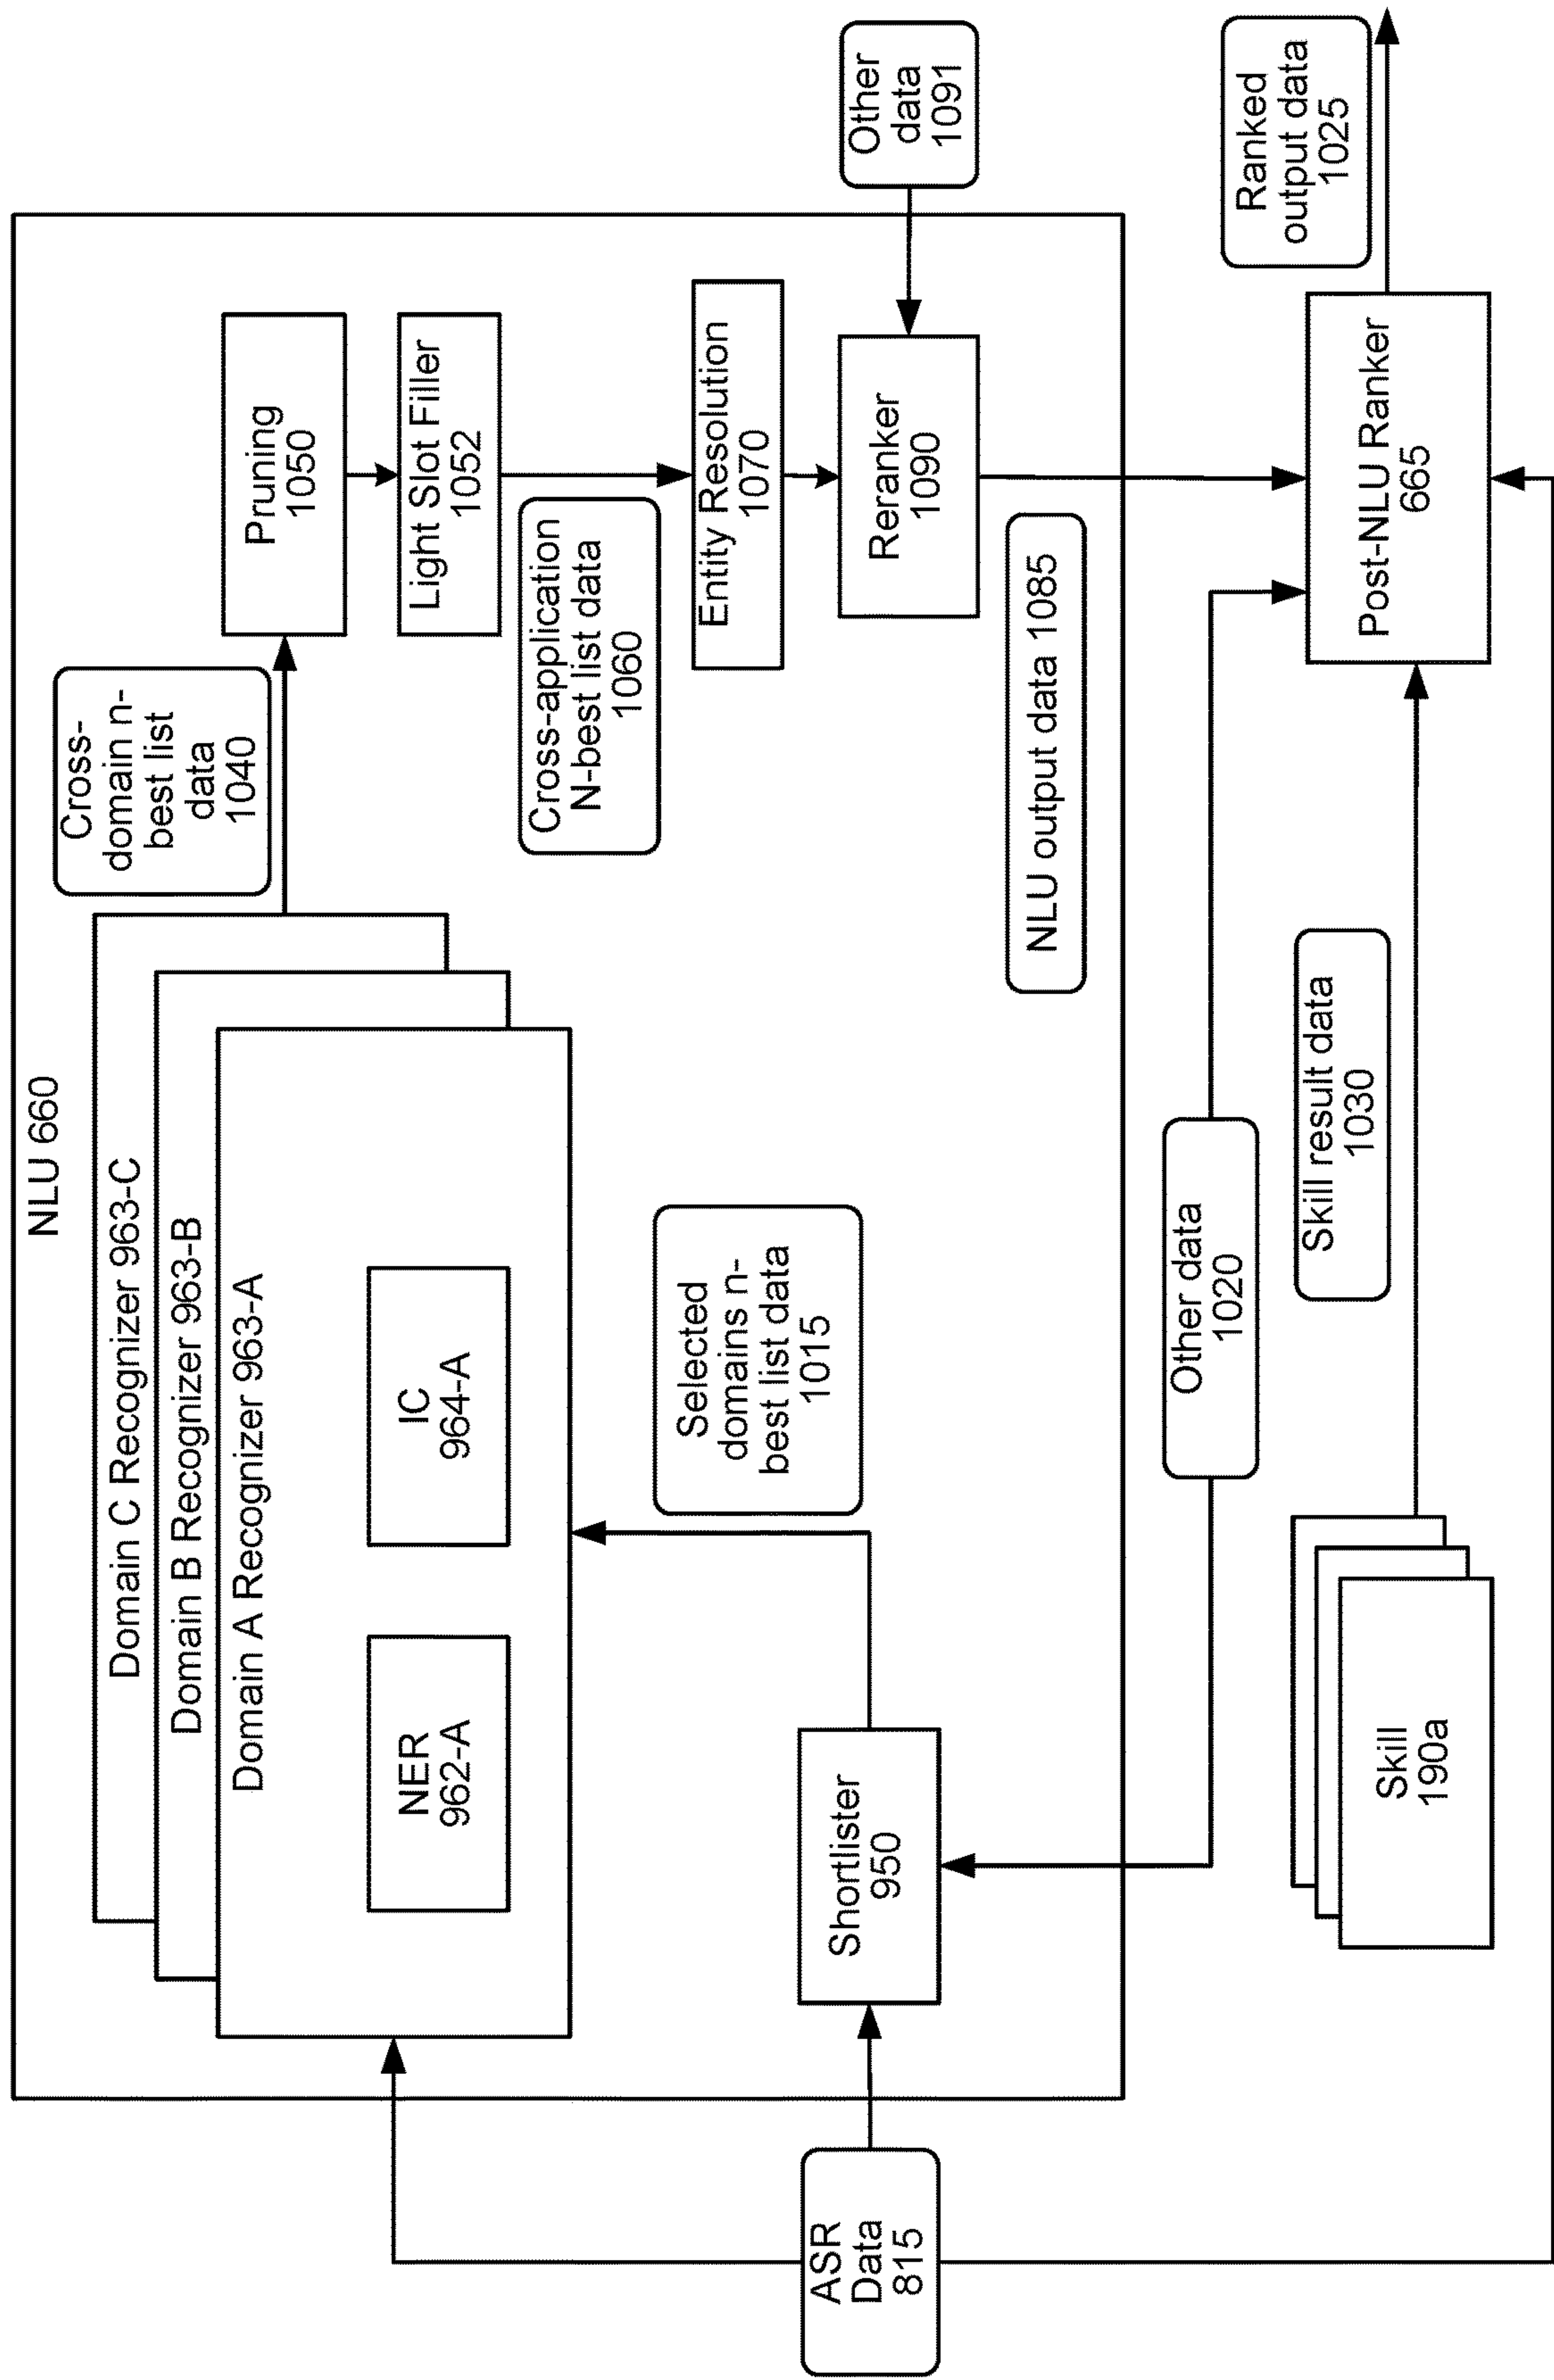 NLU 660
Domain C Recognizer 963-C
Domain B Recognizer 963-B
Domain A Recognizer 963-A
NER
962-A
IC
964-A
Cross-
domain n-
best list
data
1040
Pruning
1050
Light Slot Filler
1052
Cross-application
N-best list data
1060
Entity Resolution
1070
Reranker
1090
Other
data
1091
ASR
Data
815
Shortlister
950
Selected
domains n-
best list data
1015
NLU output data 1085
Other data
1020
Skill
190a
Skill result data
1030
Post-NLU Ranker
665
Ranked
output data
1025